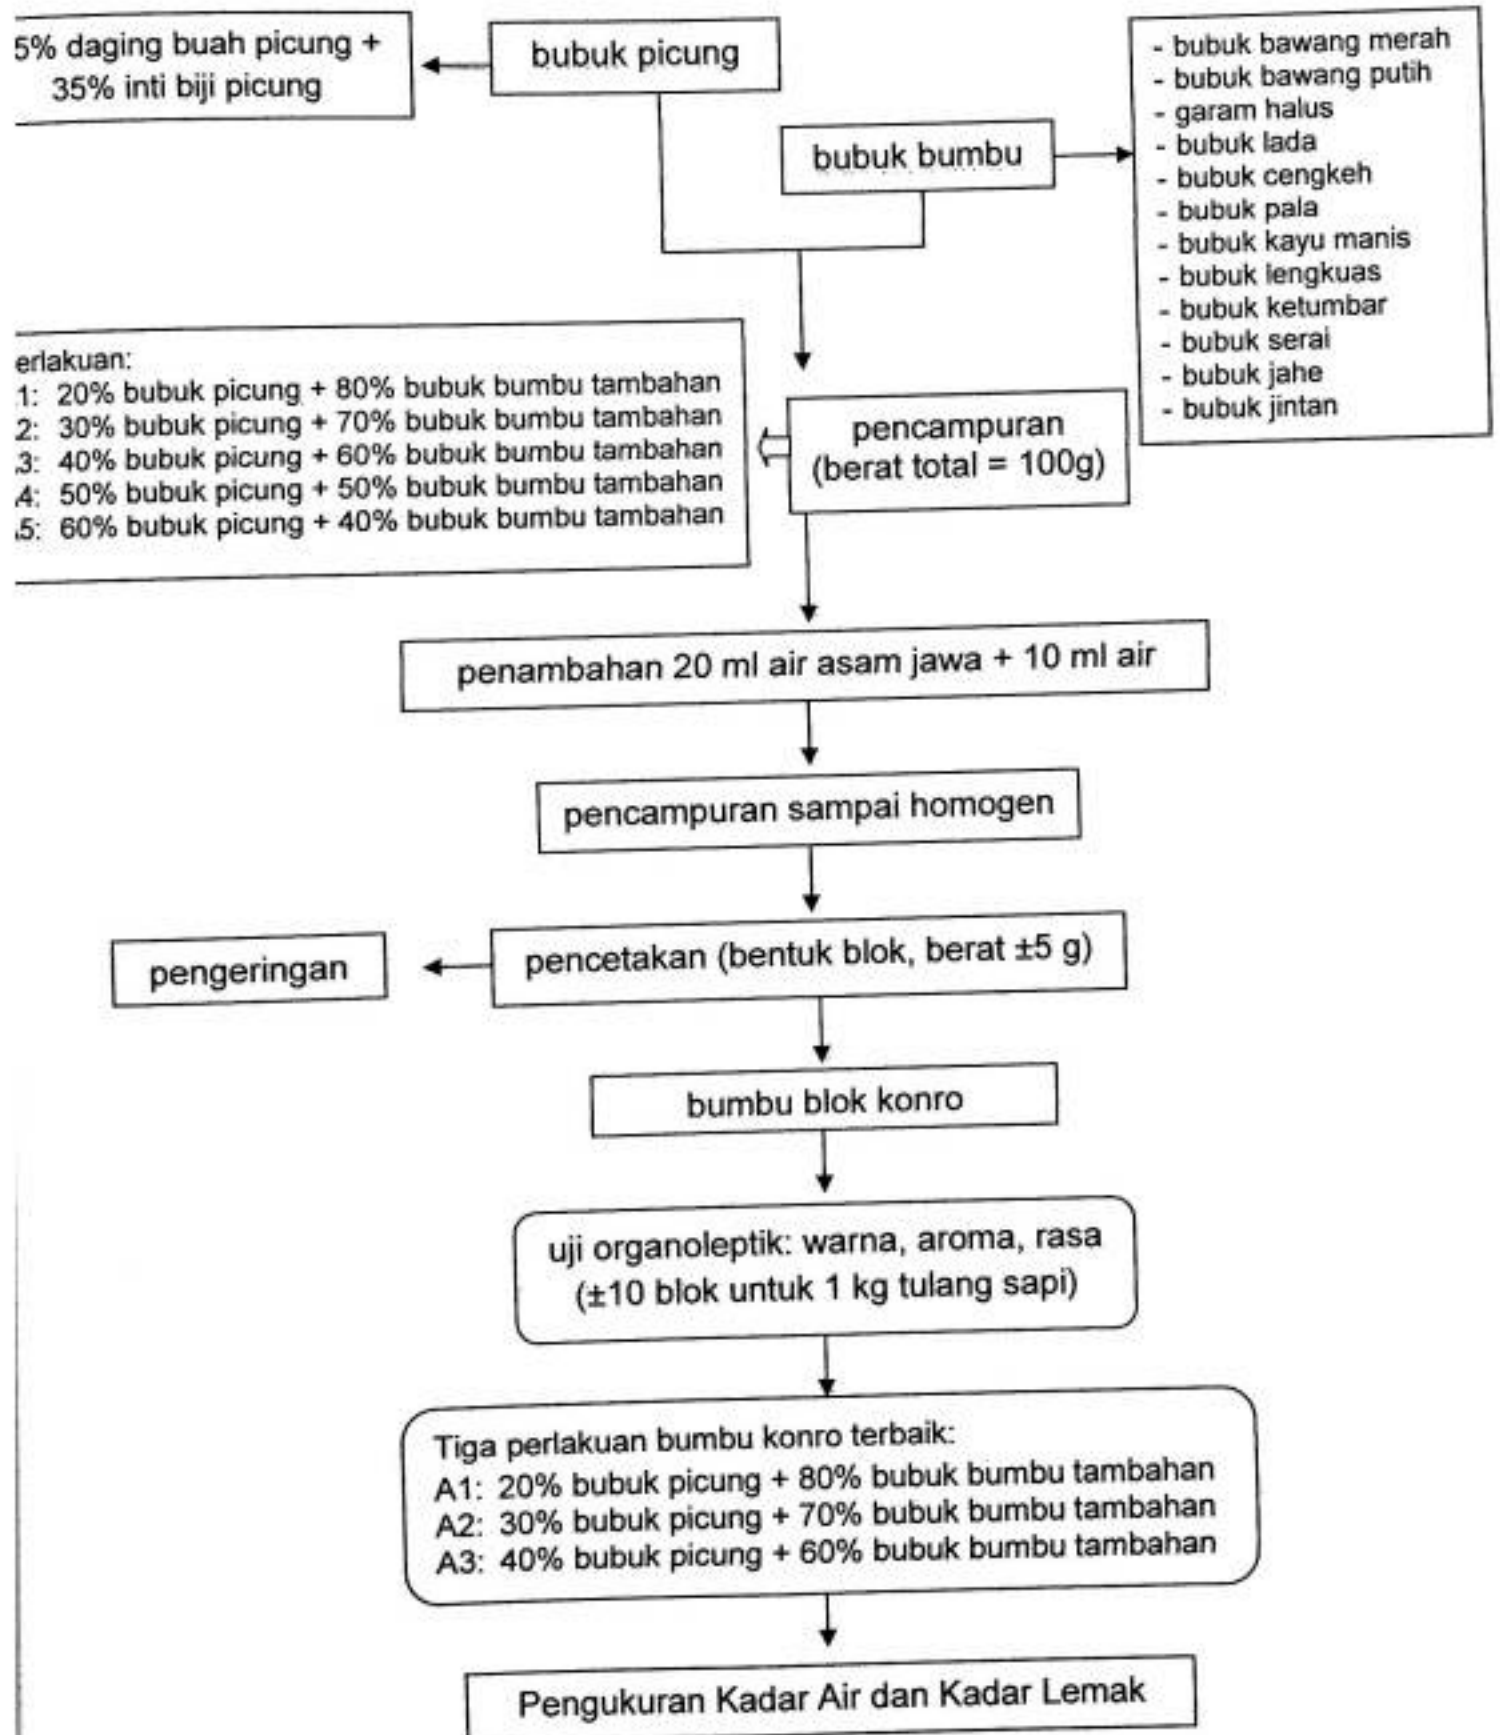 5% daging buah picung +
35% inti biji picung
bubuk picung
bubuk bumbu
- bubuk bawang merah
- bubuk bawang putih
- garam halus
- bubuk lada
- bubuk cengkeh
- bubuk pala
- bubuk kayu manis
- bubuk lengkuas
- bubuk ketumbar
- bubuk serai
- bubuk jahe
- bubuk jintan
erlakuan:
1: 20% bubuk picung + 80% bubuk bumbu tambahan
2: 30% bubuk picung + 70% bubuk bumbu tambahan
3: 40% bubuk picung + 60% bubuk bumbu tambahan
4: 50% bubuk picung + 50% bubuk bumbu tambahan
5: 60% bubuk picung + 40% bubuk bumbu tambahan
pencampuran
(berat total = 100g)
penambahan 20 ml air asam jawa + 10 ml air
pencampuran sampai homogen
pengeringan
pencetakan (bentuk blok, berat ±5 g)
bumbu blok konro
uji organoleptik: warna, aroma, rasa
(±10 blok untuk 1 kg tulang sapi)
Tiga perlakuan bumbu konro terbaik:
A1: 20% bubuk picung + 80% bubuk bumbu tambahan
A2: 30% bubuk picung + 70% bubuk bumbu tambahan
A3: 40% bubuk picung + 60% bubuk bumbu tambahan
Pengukuran Kadar Air dan Kadar Lemak